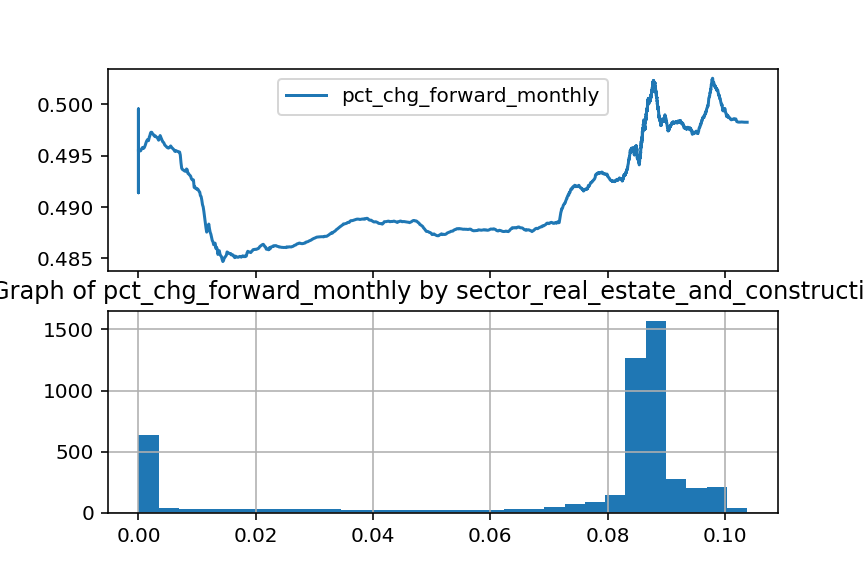 pct_chg_forward_monthly
0.500
0.495
0.490
0.485
Graph of pct_chg_forward_monthly by sector_real_estate_and_constructi
1500
1000
500
0
0.00 0.02 0.04 0.06 0.08 0.10